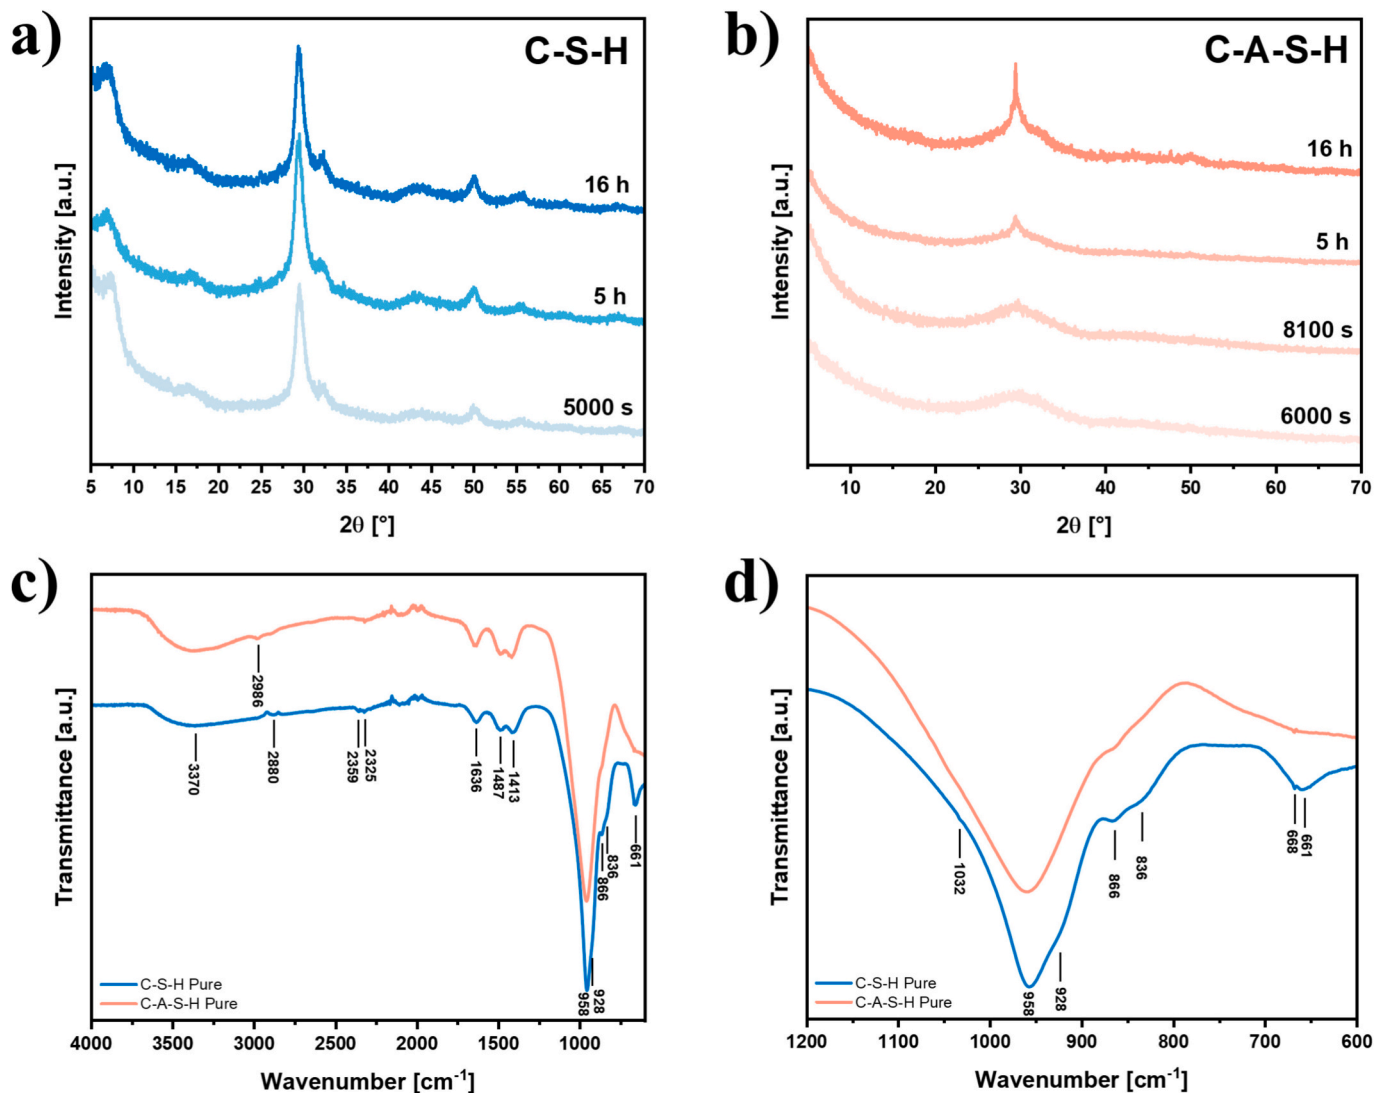 a)
C-S-H
16 h
5 h
5000 s
Intensity [a.u.]
5 10 15 20 25 30 35 40 45 50 55 60 65 70
2θ [°]
b)
C-A-S-H
16 h
5 h
8100 s
6000 s
Intensity [a.u.]
10 20 30 40 50 60 70
2θ [°]
c)
2986
3370
2880
2359
2325
1636
1487
1413
958
928
866
836
661
C-S-H Pure
C-A-S-H Pure
Transmittance [a.u.]
4000 3500 3000 2500 2000 1500 1000
Wavenumber [cm⁻¹]
d)
1032
958
928
866
836
668
661
C-S-H Pure
C-A-S-H Pure
Transmittance [a.u.]
1200 1100 1000 900 800 700 600
Wavenumber [cm⁻¹]